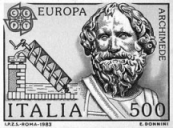 EUROPA
ARCHIMEDE
ITALIA 500
I.P.Z.S.-ROMA-1983 E. DONNINI